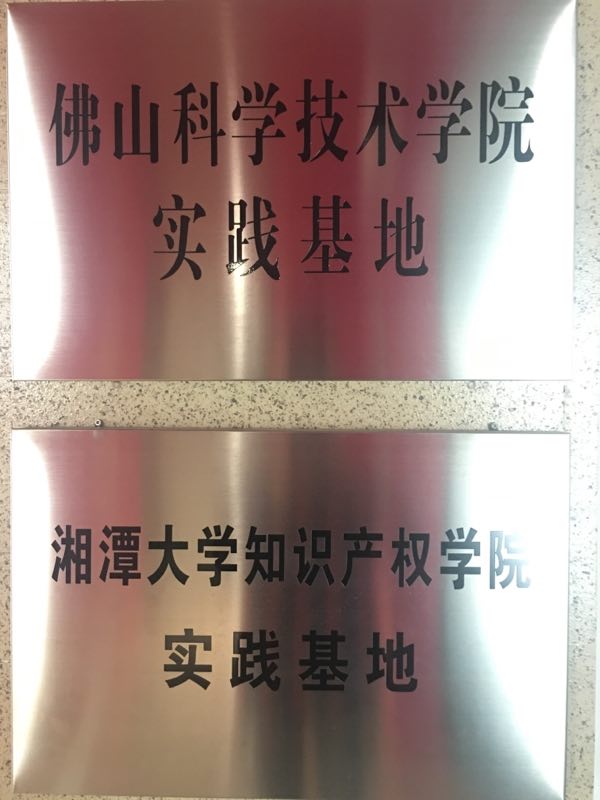 佛山科学技术学院
实践基地
湘潭大学知识产权学院
实践基地